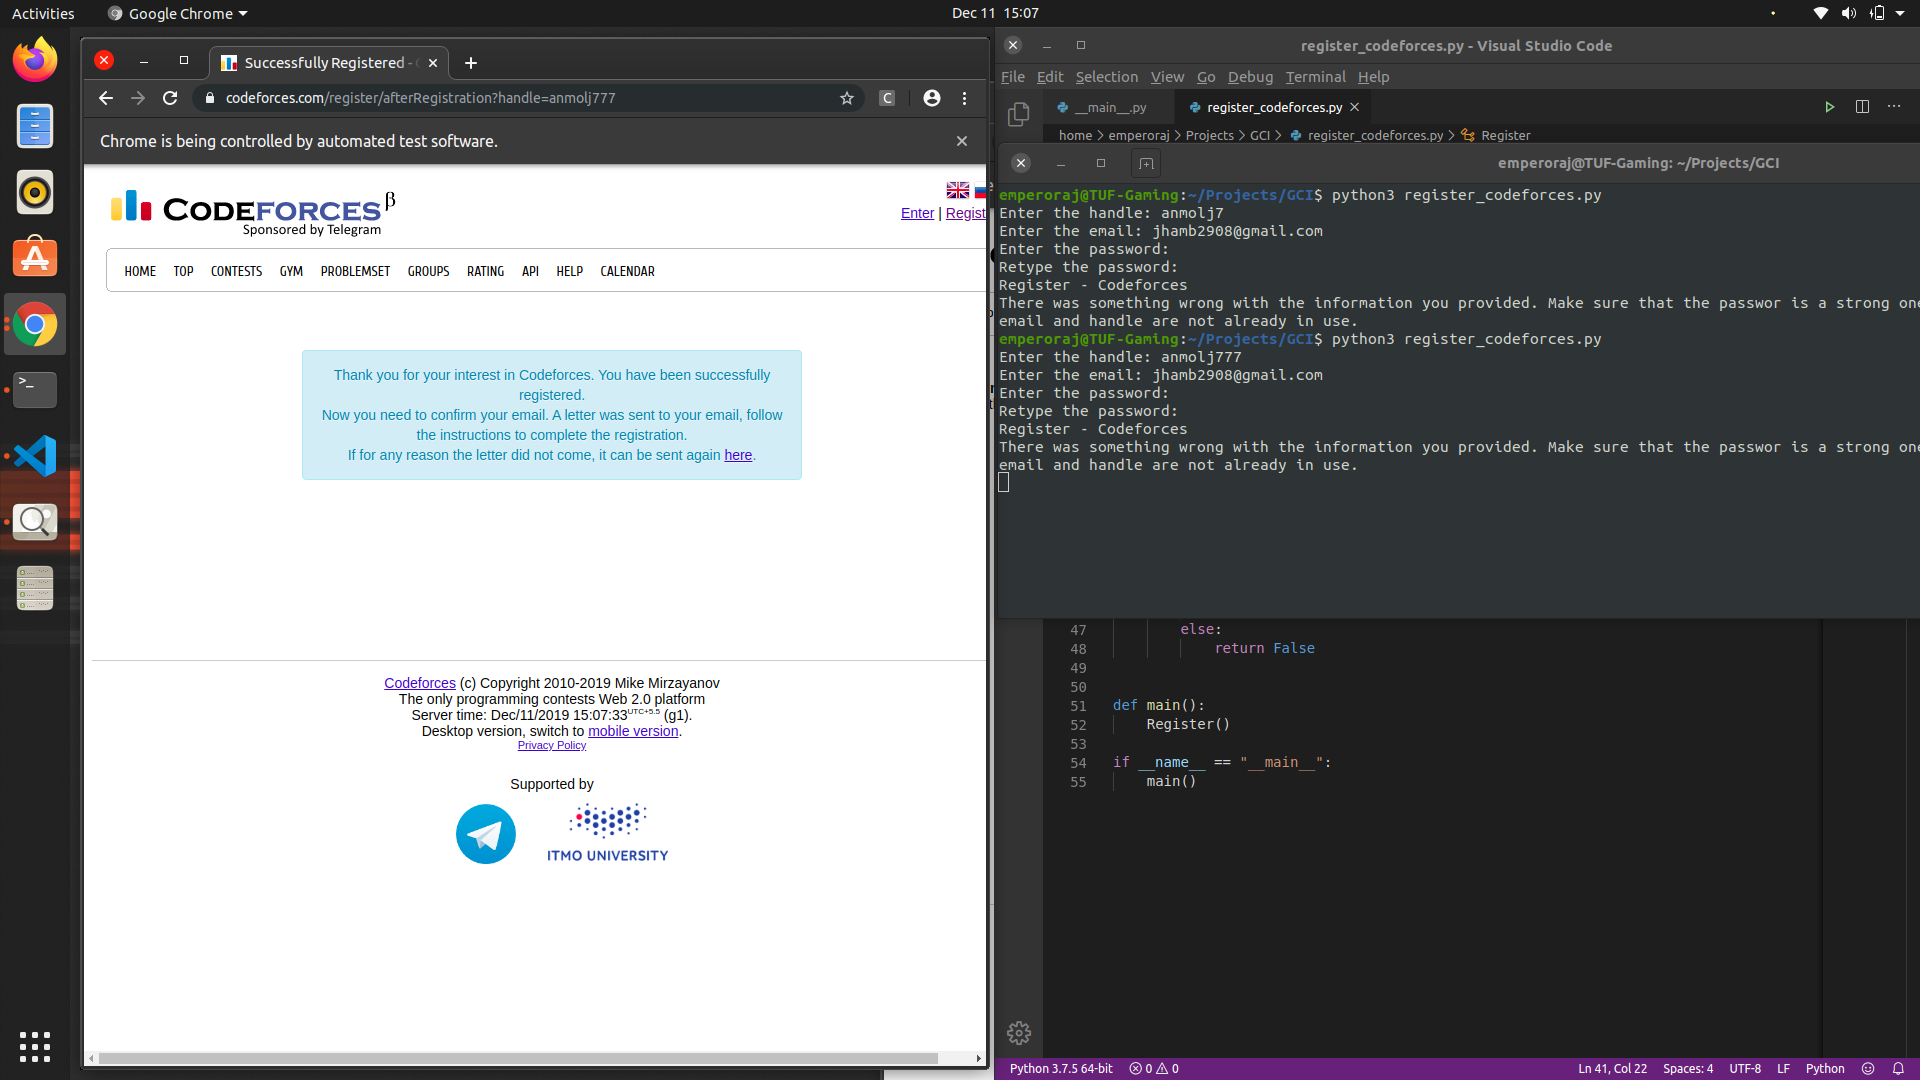 Activities
Google Chrome
Dec 11 15:07
Successfully Registered -
codeforces.com/register/afterRegistration?handle=anmolj777
C
Chrome is being controlled by automated test software.
CODEFORCES β
Sponsored by Telegram
Enter | Regist
HOME TOP CONTESTS GYM PROBLEMSET GROUPS RATING API HELP CALENDAR
Thank you for your interest in Codeforces. You have been successfully
registered.
Now you need to confirm your email. A letter was sent to your email, follow
the instructions to complete the registration.
If for any reason the letter did not come, it can be sent again here.
Codeforces (c) Copyright 2010-2019 Mike Mirzayanov
The only programming contests Web 2.0 platform
Server time: Dec/11/2019 15:07:33UTC+5.5 (g1).
Desktop version, switch to mobile version.
Privacy Policy
Supported by
ITMO UNIVERSITY
register_codeforces.py - Visual Studio Code
File Edit Selection View Go Debug Terminal Help
__main__.py
register_codeforces.py
home > emperoraj > Projects > GCI > register_codeforces.py > Register
emperoraj@TUF-Gaming: ~/Projects/GCI
emperoraj@TUF-Gaming:~/Projects/GCI$ python3 register_codeforces.py
Enter the handle: anmolj7
Enter the email: jhamb2908@gmail.com
Enter the password:
Retype the password:
Register - Codeforces
There was something wrong with the information you provided. Make sure that the passwor is a strong one
email and handle are not already in use.
emperoraj@TUF-Gaming:~/Projects/GCI$ python3 register_codeforces.py
Enter the handle: anmolj777
Enter the email: jhamb2908@gmail.com
Enter the password:
Retype the password:
Register - Codeforces
There was something wrong with the information you provided. Make sure that the passwor is a strong one
email and handle are not already in use.
47 else:
48 return False
49
50
51 def main():
52 Register()
53
54 if __name__ == "__main__":
55 main()
Python 3.7.5 64-bit 0 0 Ln 41, Col 22 Spaces: 4 UTF-8 LF Python